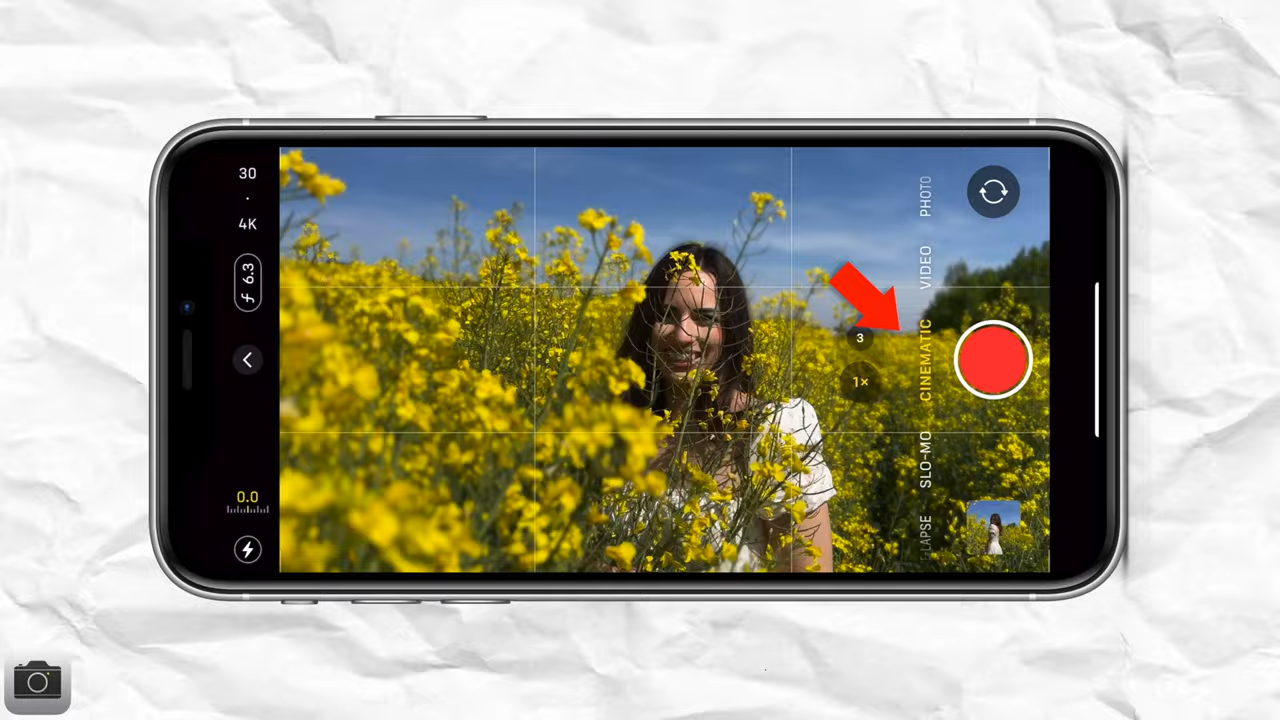 30
·
4K
ƒ 6.3
0.0
3
1×
PHOTO
VIDEO
CINEMATIC
SLO-MO
LAPSE